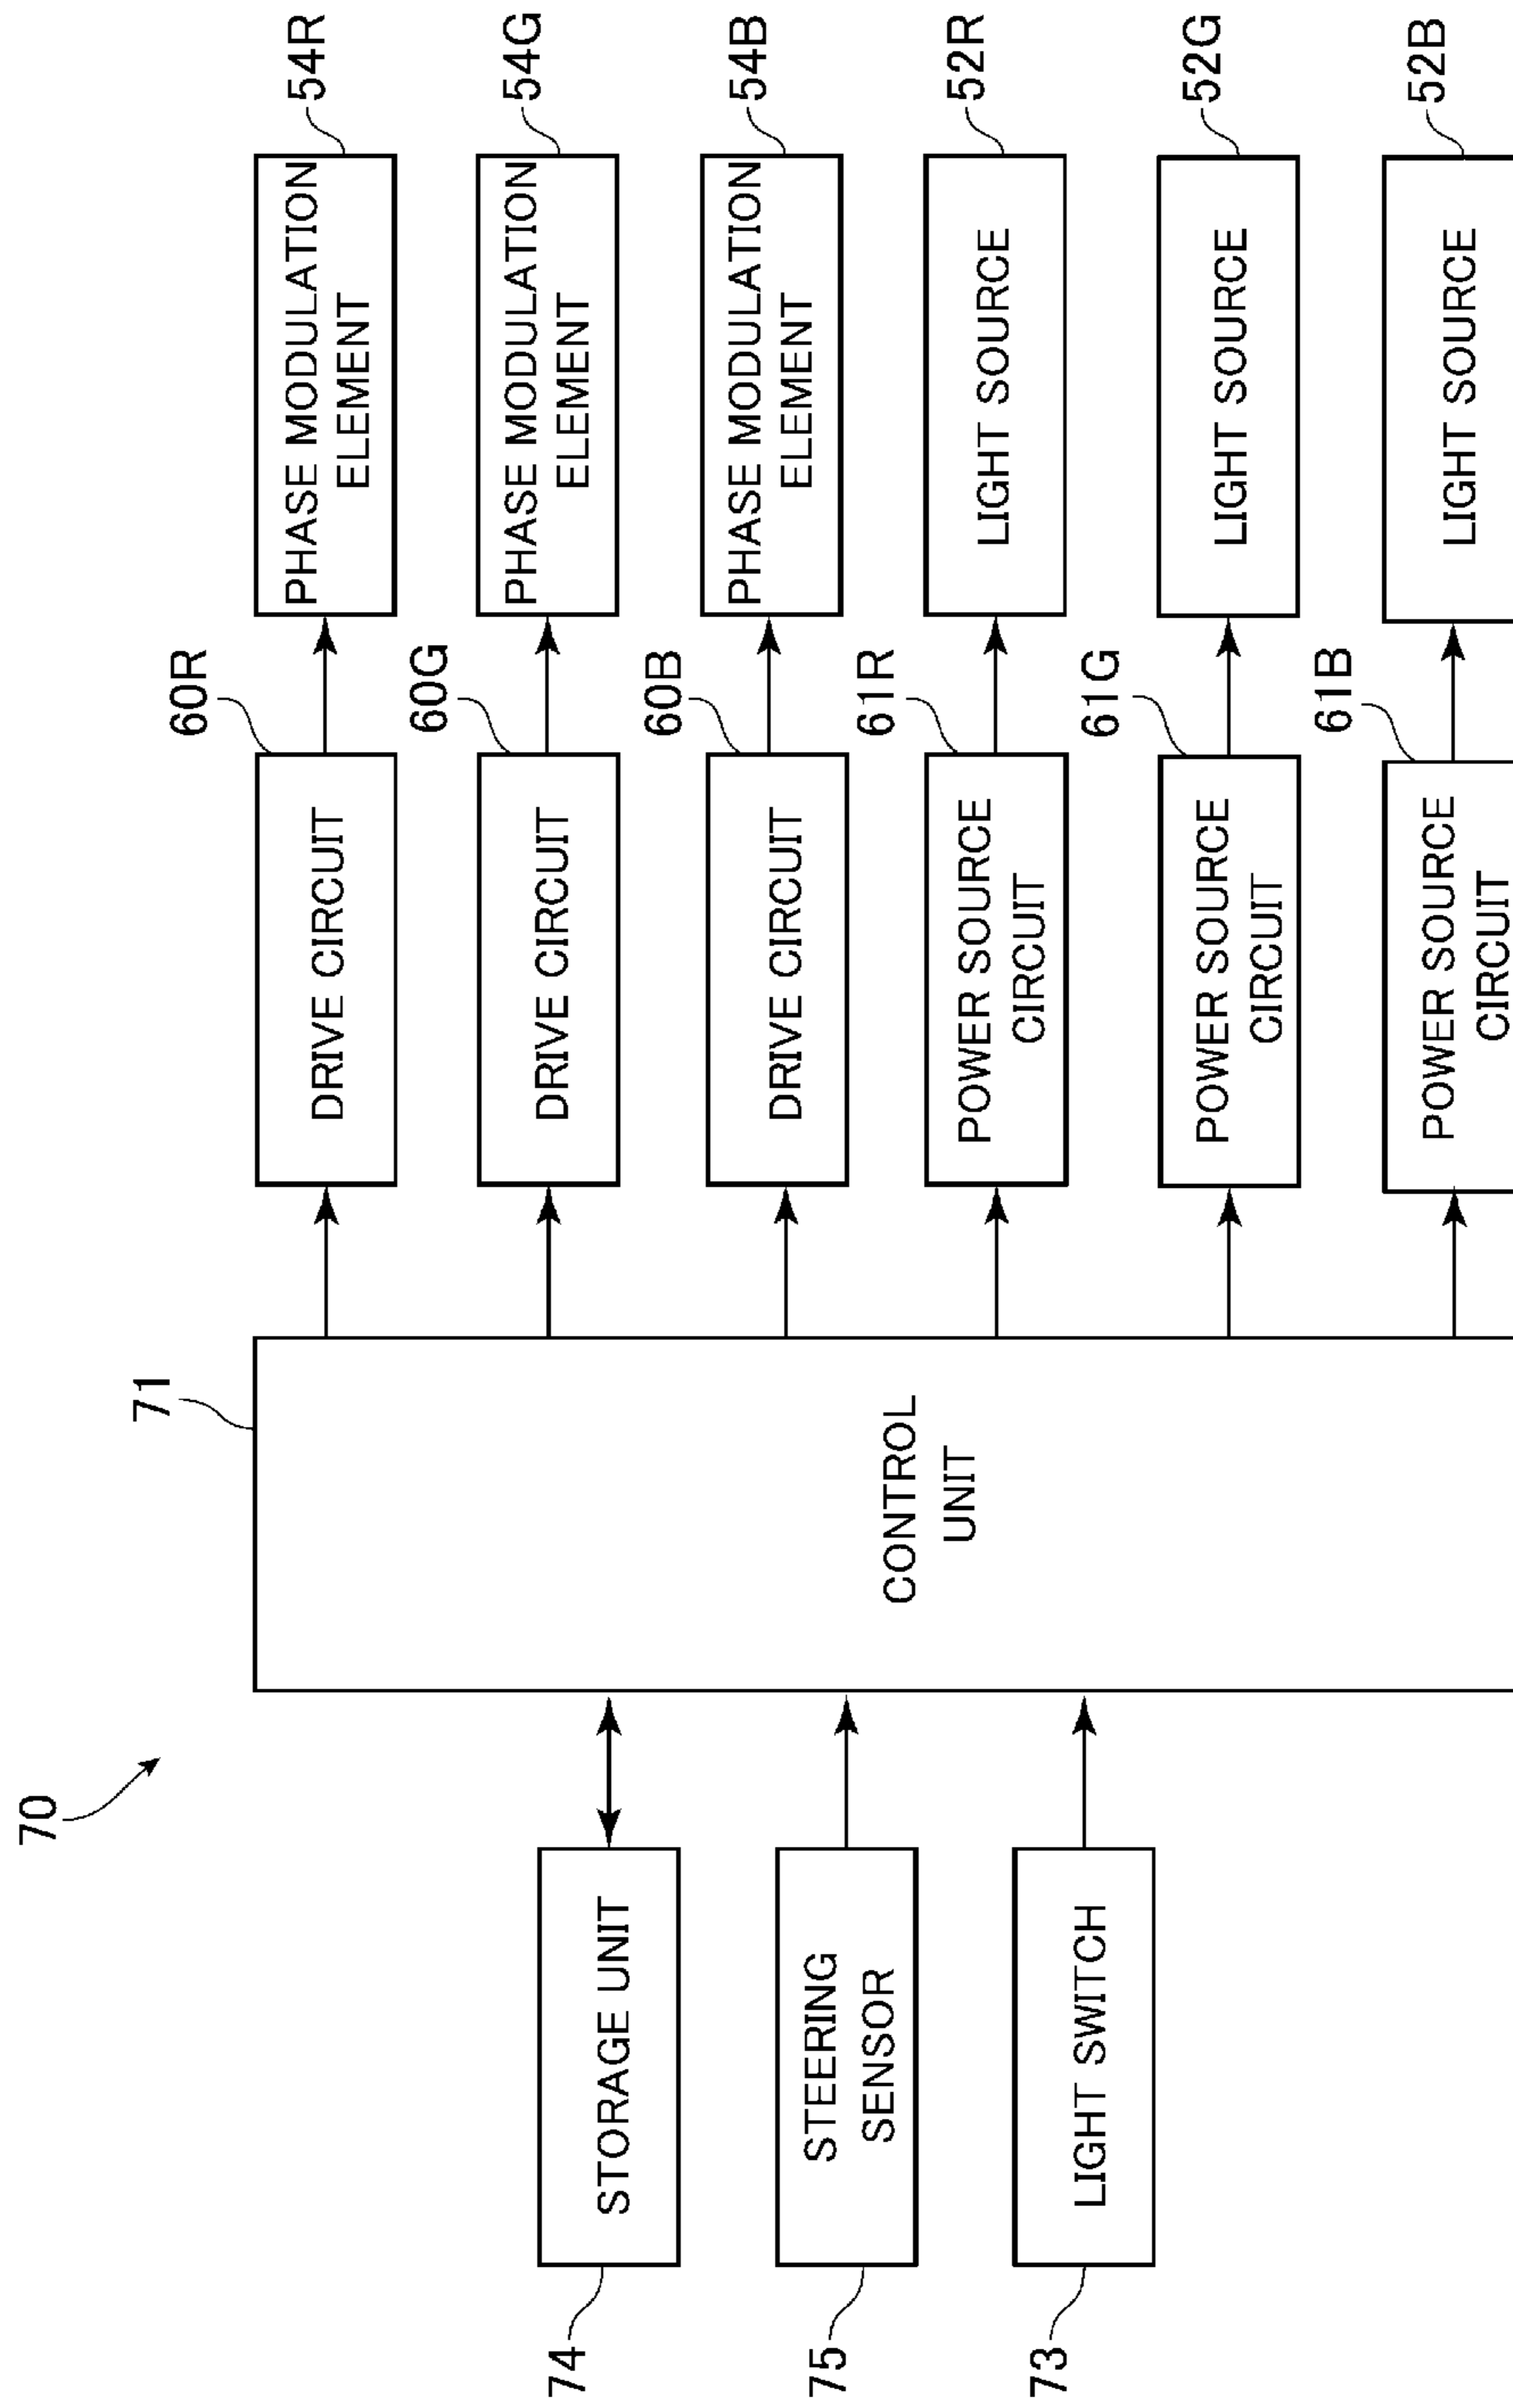 70
71
74
STORAGE UNIT
75
STEERING
SENSOR
73
LIGHT SWITCH
CONTROL
UNIT
60R
DRIVE CIRCUIT
54R
PHASE MODULATION
ELEMENT
60G
DRIVE CIRCUIT
54G
PHASE MODULATION
ELEMENT
60B
DRIVE CIRCUIT
54B
PHASE MODULATION
ELEMENT
61R
POWER SOURCE
CIRCUIT
52R
LIGHT SOURCE
61G
POWER SOURCE
CIRCUIT
52G
LIGHT SOURCE
61B
POWER SOURCE
CIRCUIT
52B
LIGHT SOURCE